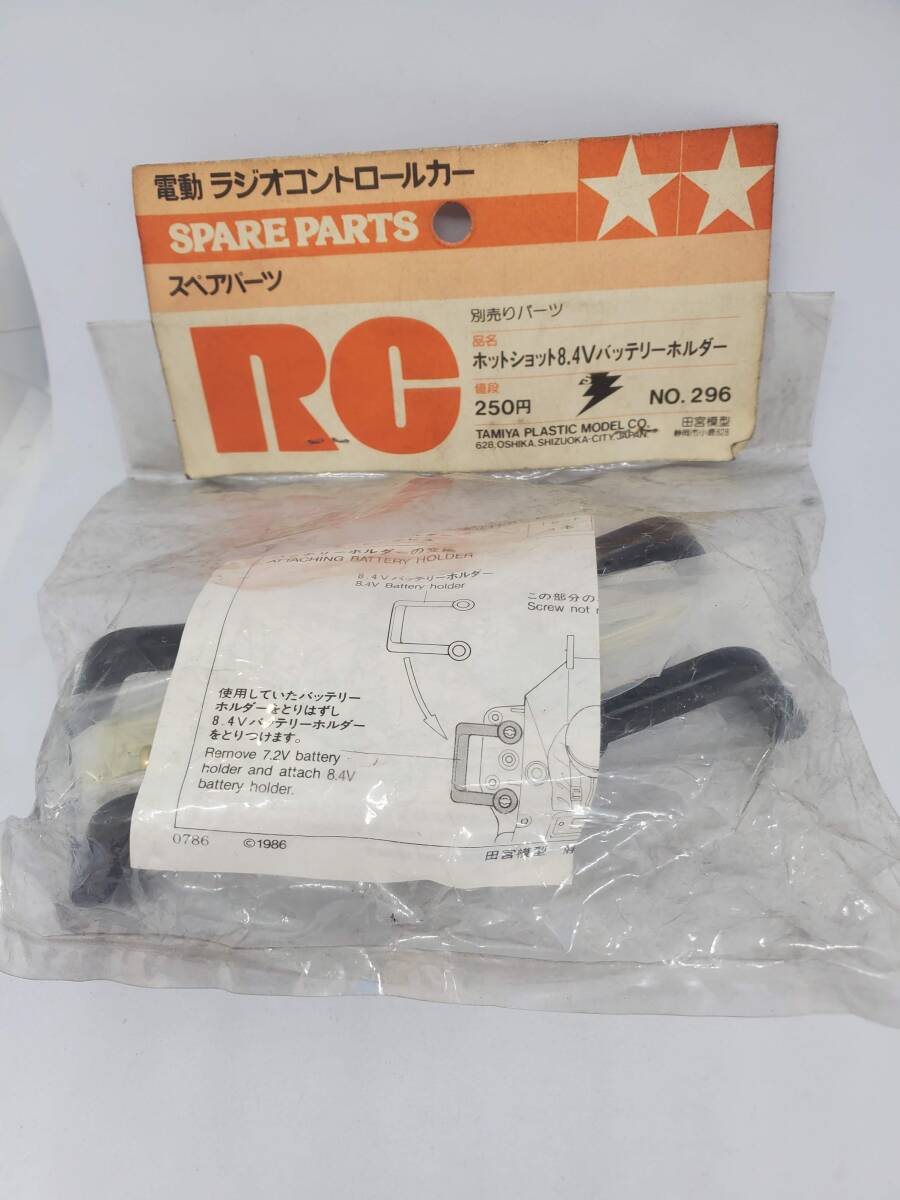 電動 ラジオコントロールカー
SPARE PARTS
スペアパーツ
RC
別売りパーツ
品名
ホットショット8.4Vバッテリーホルダー
値段
250円
NO. 296
TAMIYA PLASTIC MODEL CO.
628, OSHIKA, SHIZUOKA-CITY, JAPAN.
田宮模型
静岡市小鹿628
ATTACHING BATTERY HOLDER
8.4Vバッテリーホルダー
8.4V Battery holder
この部分の
Screw not
使用していたバッテリー
ホルダーをとりはずし
8.4Vバッテリーホルダー
をとりつけます。
Remove 7.2V battery
holder and attach 8.4V
battery holder.
0786
©1986
田宮模型